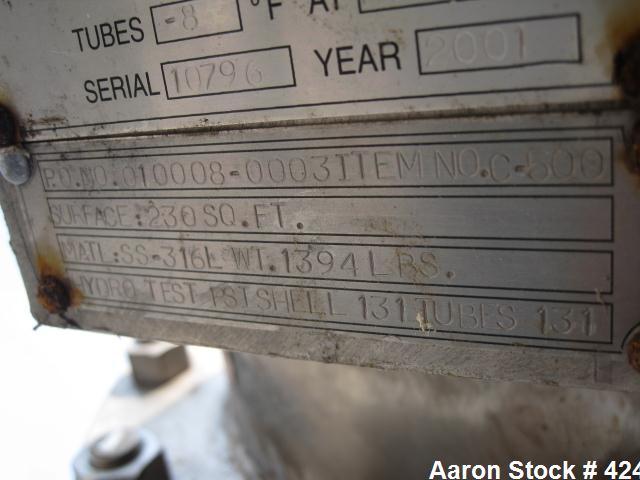 TUBES -8 °F AT
SERIAL 10796 YEAR 2001
P.O.NO.010008-0003 ITEM NO.C-500
SURFACE:230 SQ.FT.
MATL:SS-316L WT.1394 LBS.
HYDRO TEST PSI SHELL 131 TUBES 131
Aaron Stock # 424